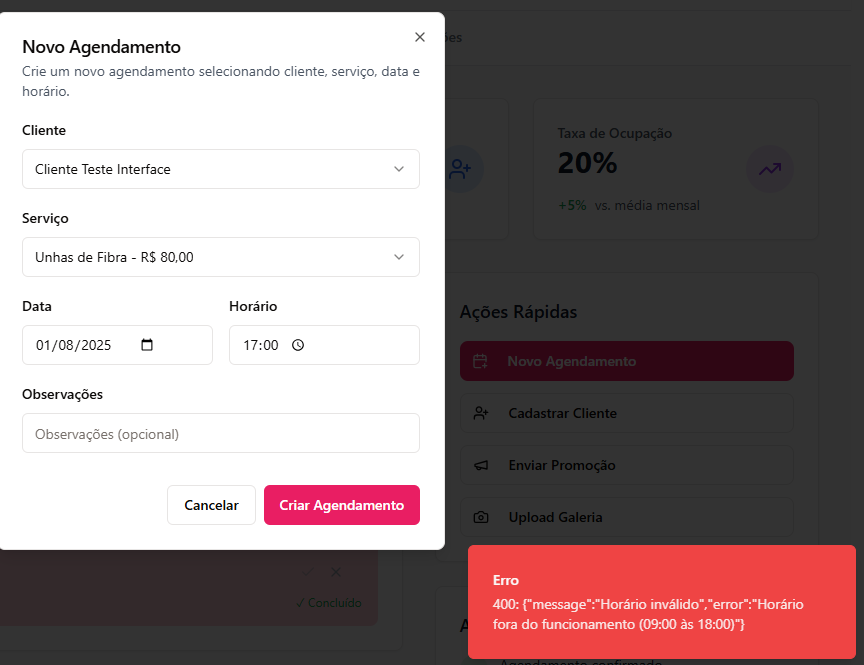 Novo Agendamento
Crie um novo agendamento selecionando cliente, serviço, data e
horário.
Cliente
Cliente Teste Interface
Serviço
Unhas de Fibra - R$ 80,00
Data
Horário
01/08/2025
17:00
Observações
Observações (opcional)
Cancelar
Criar Agendamento
Taxa de Ocupação
20%
+5% vs. média mensal
Ações Rápidas
Novo Agendamento
Cadastrar Cliente
Enviar Promoção
Upload Galeria
✓ Concluído
Erro
400: {"message":"Horário inválido","error":"Horário
fora do funcionamento (09:00 às 18:00)"}
Agendamento confirmado